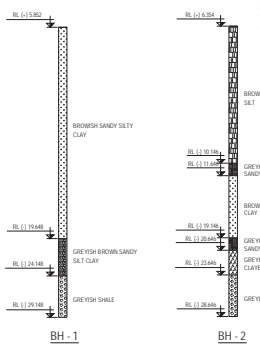 RL (+) 5.852
BROWISH SANDY SILTY
CLAY
RL (-) 19.648
GREYISH BROWN SANDY
SILT CLAY
RL (-) 24.148
GREYISH SHALE
RL (-) 29.148
BH - 1
RL (+) 6.354
BROW
SILT
RL (-) 10.146
RL (-) 11.646
GREYI
SANDY
BROW
CLAY
RL (-) 19.146
RL (-) 20.646
GREYI
SANDY
GREYI
CLAYE
RL (-) 23.646
GREYI
RL (-) 28.646
BH - 2